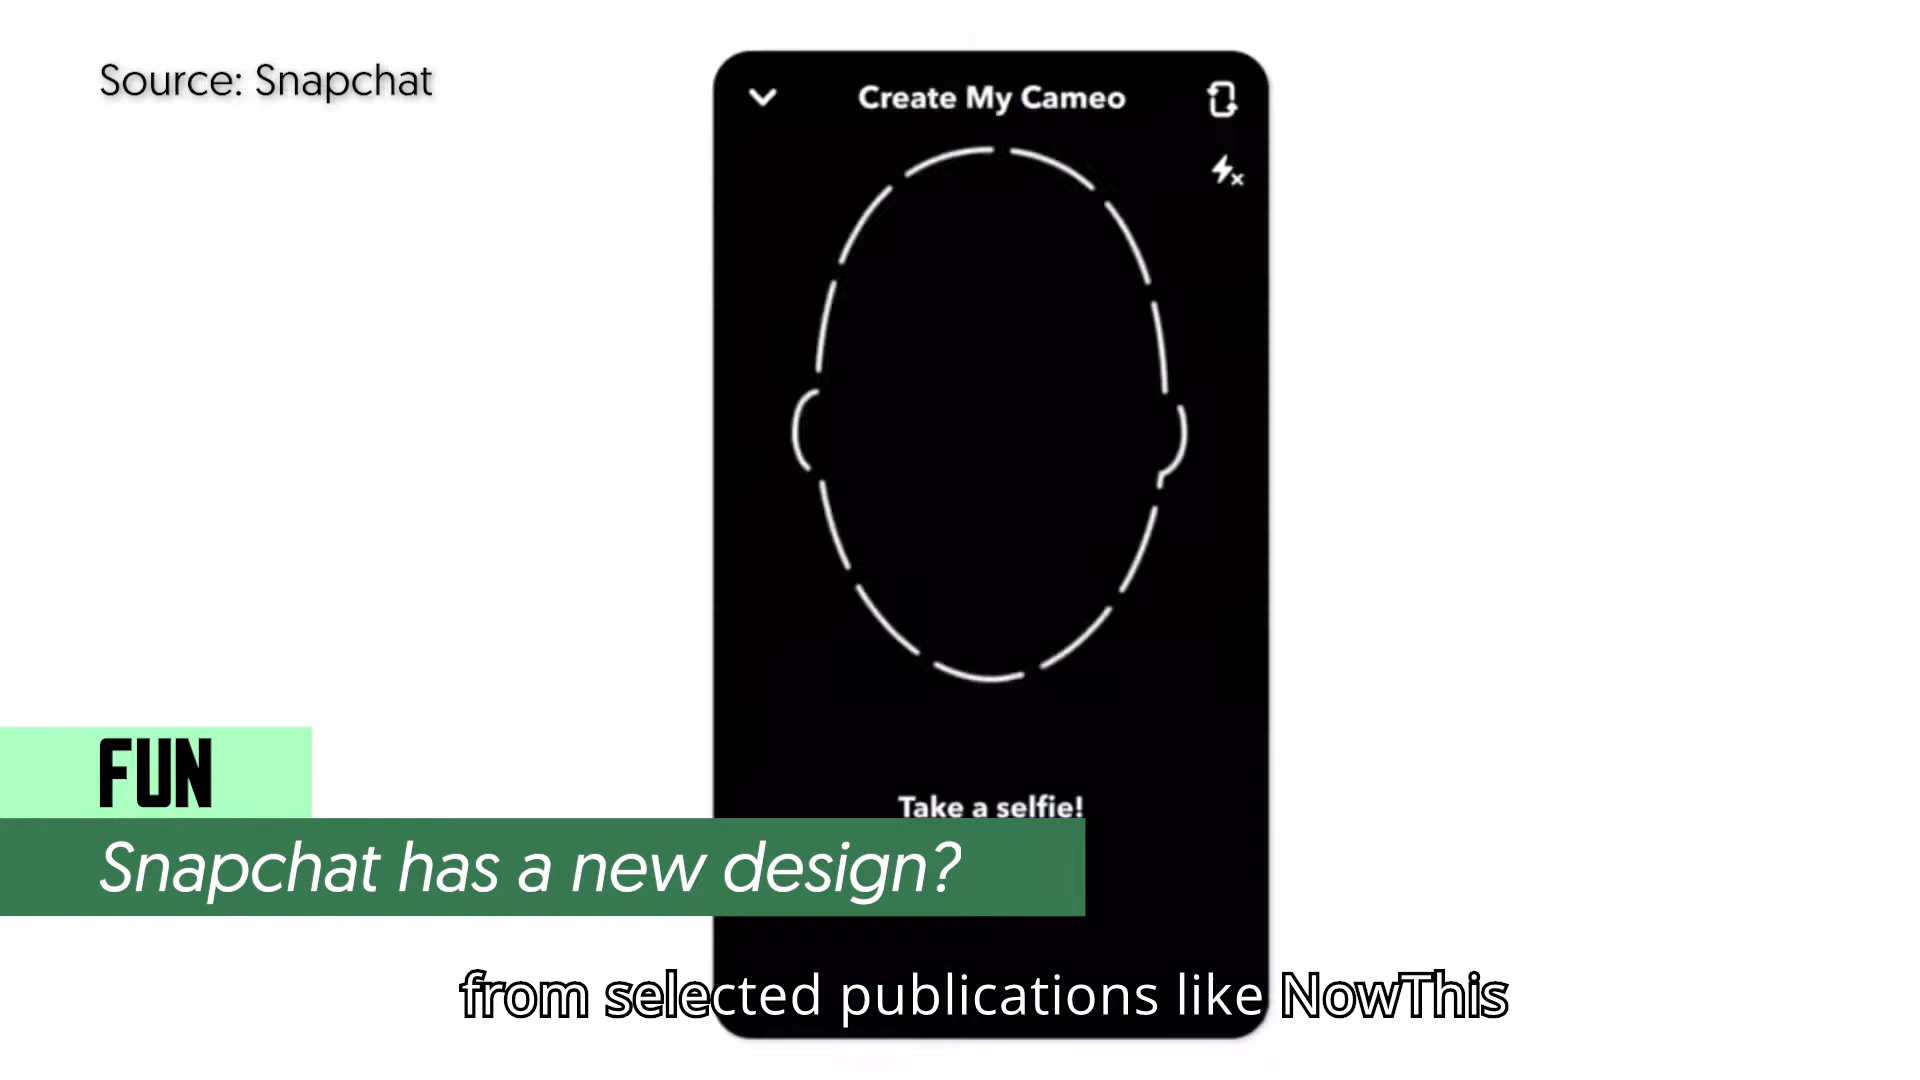 Source: Snapchat
Create My Cameo
Take a selfie!
FUN
Snapchat has a new design?
from selected publications like NowThis